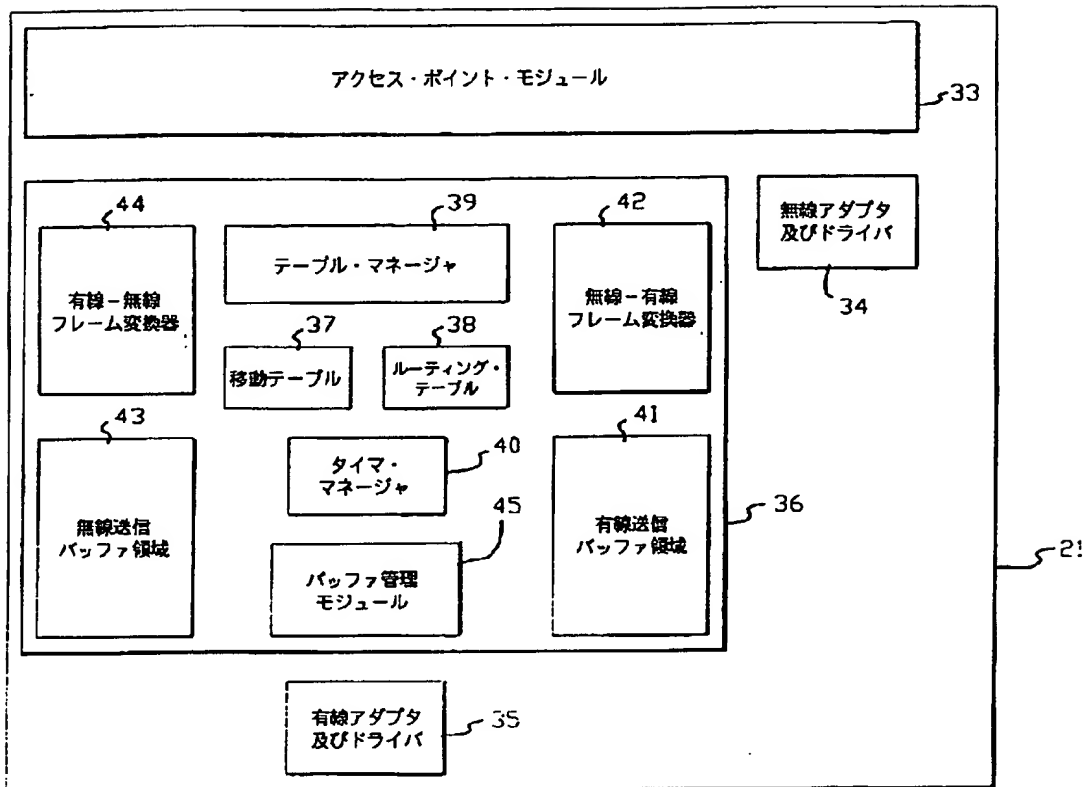 アクセス・ポイント・モジュール
33
44
39
42
無線アダプタ
及びドライバ
34
有線－無線
フレーム変換器
テーブル・マネージャ
無線－有線
フレーム変換器
37
38
移動テーブル
ルーティング・
テーブル
43
41
タイマ・
マネージャ
40
無線送信
バッファ領域
45
有線送信
バッファ領域
36
21
バッファ管理
モジュール
有線アダプタ
及びドライバ
35